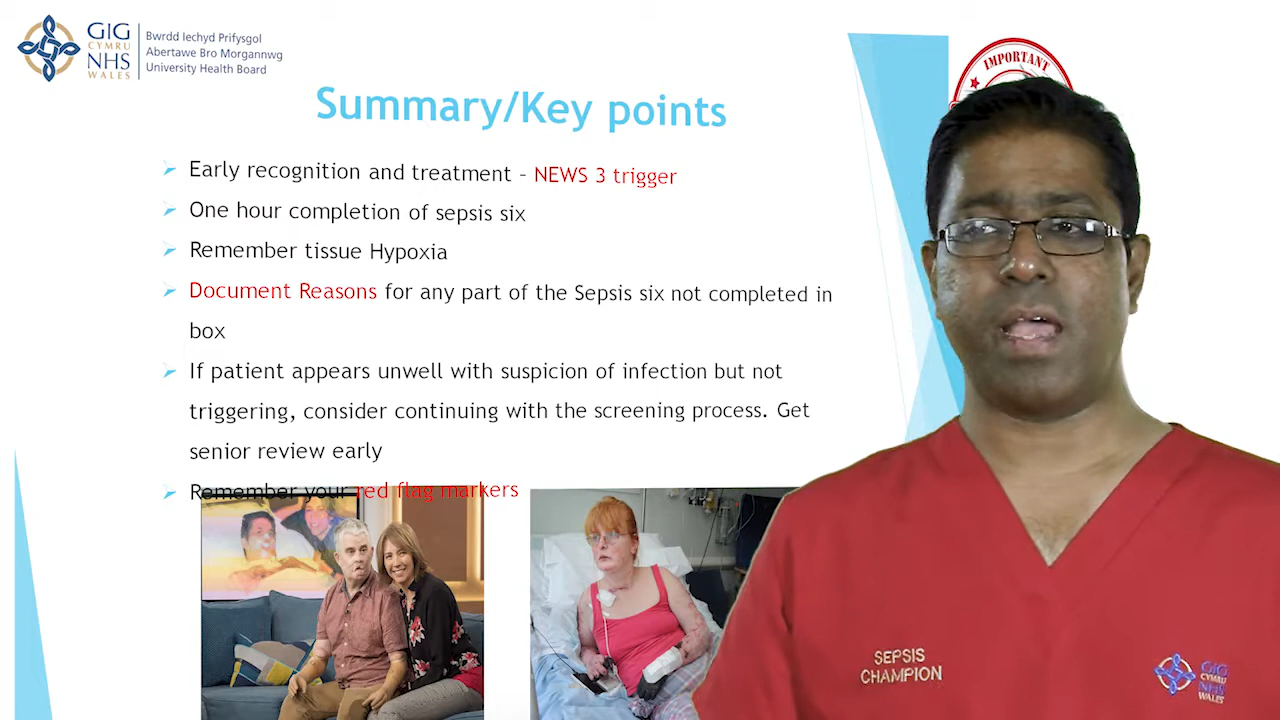 GIG
CYMRU
NHS
WALES
Bwrdd Iechyd Prifysgol
Abertawe Bro Morgannwg
University Health Board
IMPORTANT
Summary/Key points
Early recognition and treatment – NEWS 3 trigger
One hour completion of sepsis six
Remember tissue Hypoxia
Document Reasons for any part of the Sepsis six not completed in
box
If patient appears unwell with suspicion of infection but not
triggering, consider continuing with the screening process. Get
senior review early
Remember your red flag markers
SEPSIS
CHAMPION
GIG
CYMRU
NHS
WALES